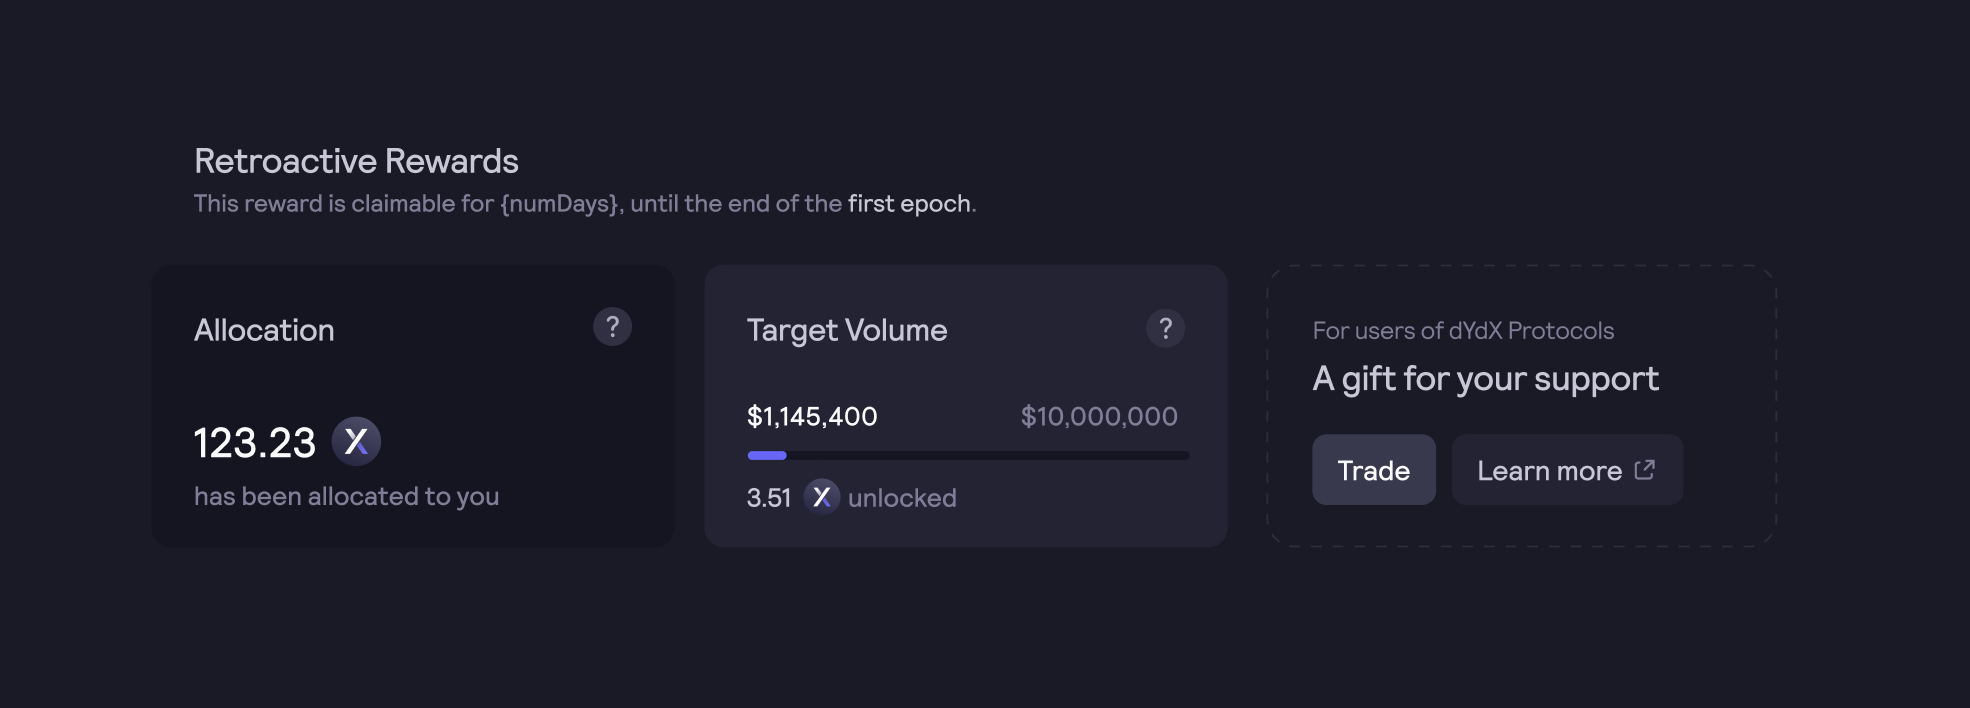 Retroactive Rewards
This reward is claimable for {numDays}, until the end of the first epoch.
Allocation ?
123.23
has been allocated to you
Target Volume ?
$1,145,400 $10,000,000
3.51 unlocked
For users of dYdX Protocols
A gift for your support
Trade Learn more